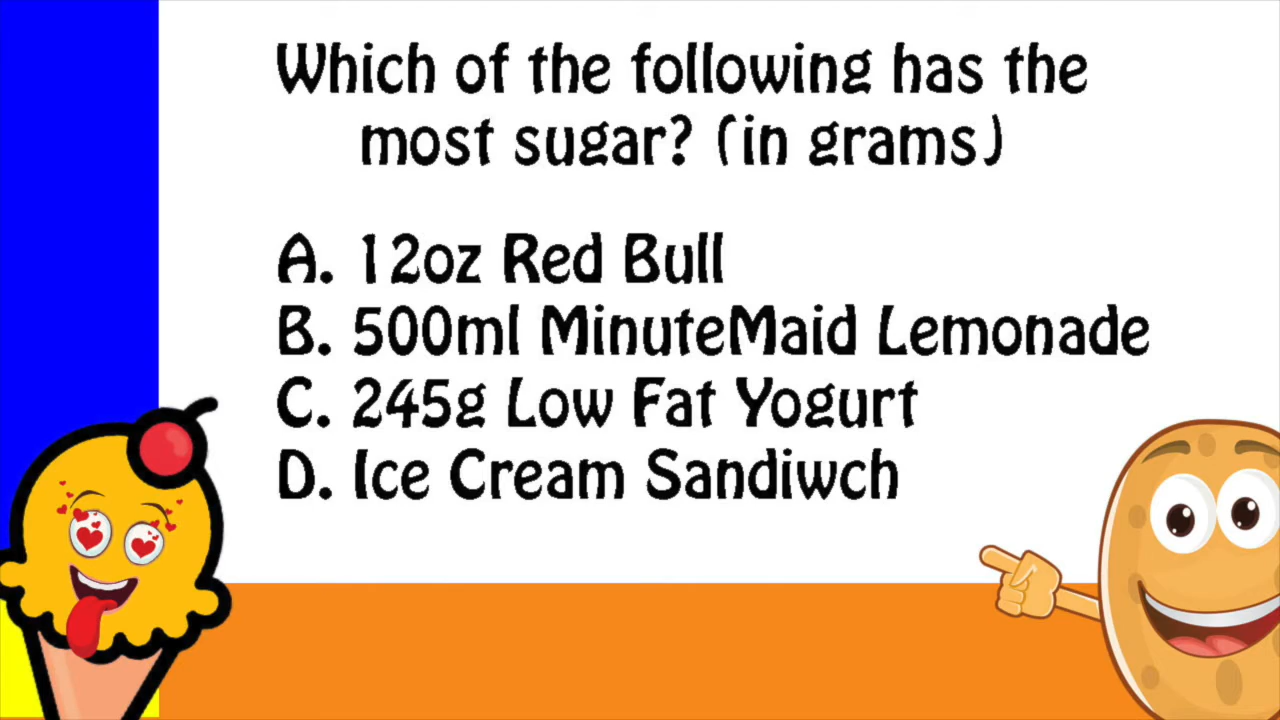 Which of the following has the
most sugar? (in grams)
A. 12oz Red Bull
B. 500ml MinuteMaid Lemonade
C. 245g Low Fat Yogurt
D. Ice Cream Sandiwch